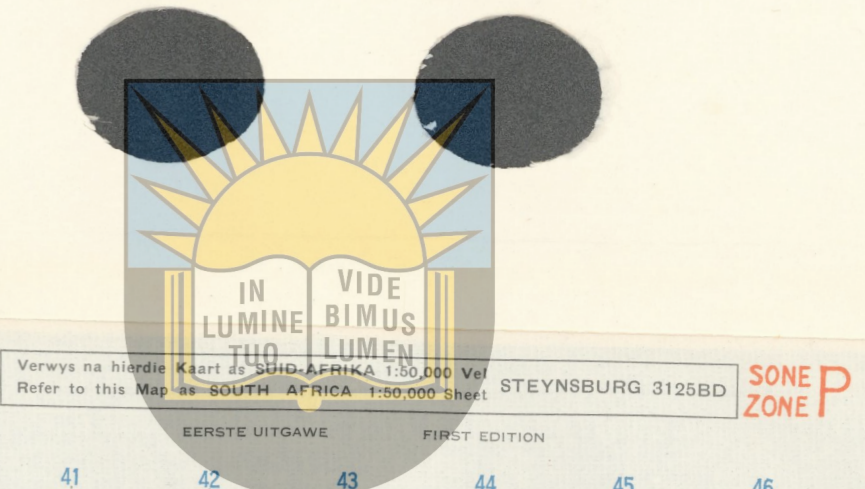 IN
LUMINE
TUO
VIDE
BIMUS
LUMEN
Verwys na hierdie Kaart as SUID-AFRIKA 1:50,000 Vel
Refer to this Map as SOUTH AFRICA 1:50,000 Sheet
STEYNSBURG 3125BD
SONE
ZONE P
EERSTE UITGAWE FIRST EDITION
41 42 43 44 45 46